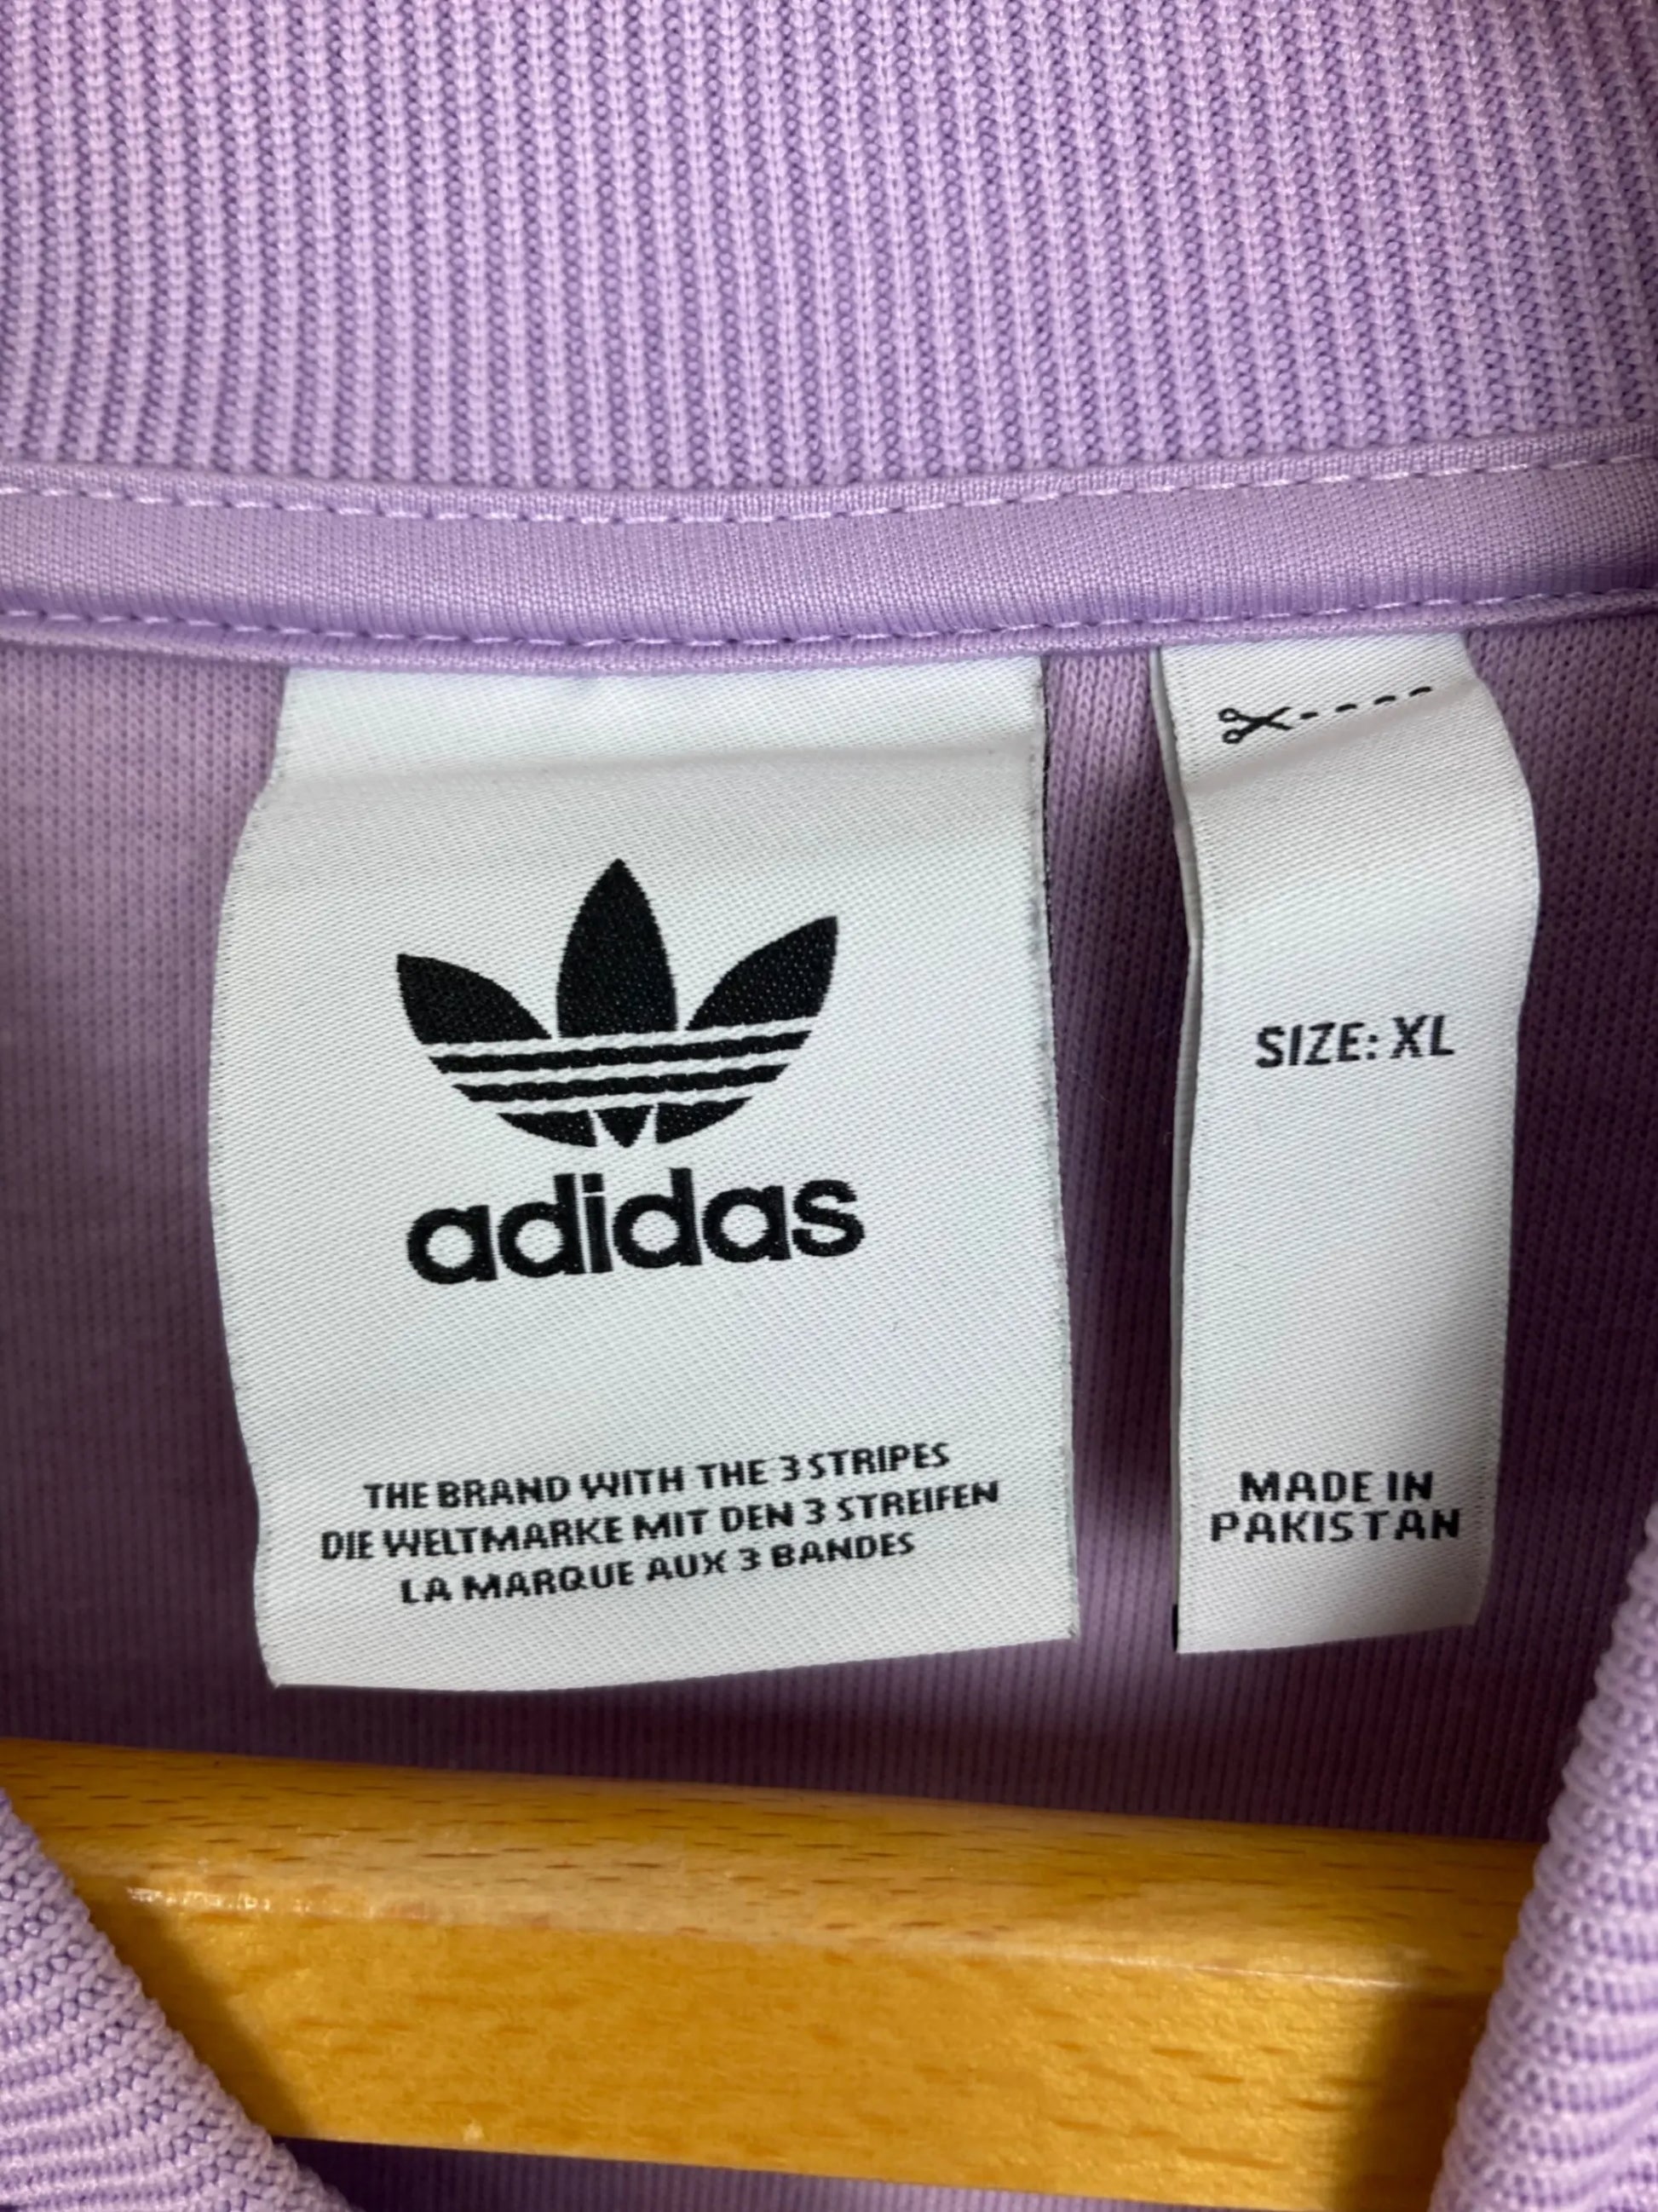 adidas
THE BRAND WITH THE 3 STRIPES
DIE WELTMARKE MIT DEN 3 STREIFEN
LA MARQUE AUX 3 BANDES
SIZE: XL
MADE IN
PAKISTAN